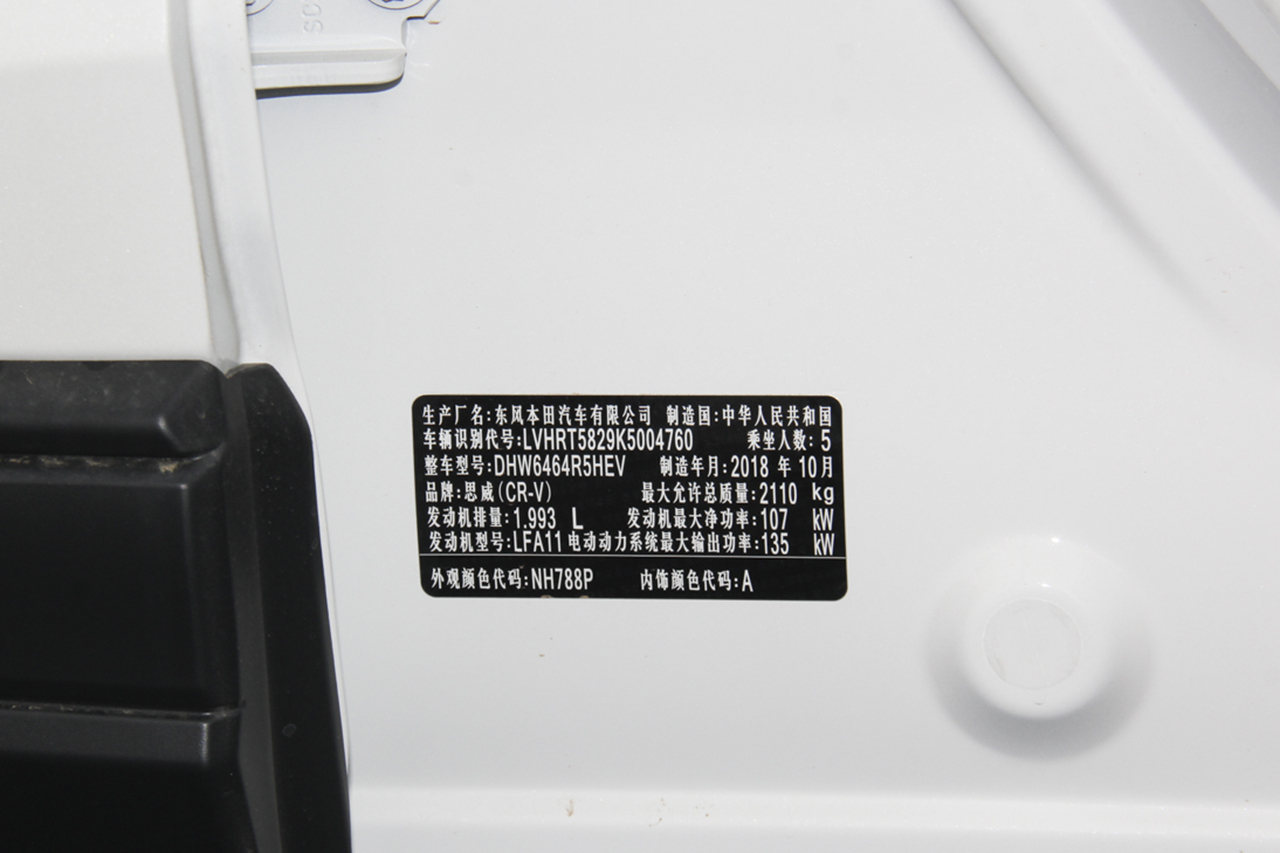 SC
生产厂名:东风本田汽车有限公司 制造国:中华人民共和国
车辆识别代号:LVHRT5829K5004760 乘坐人数:5
整车型号:DHW6464R5HEV 制造年月:2018 年 10 月
品牌:思威(CR-V) 最大允许总质量:2110 kg
发动机排量:1.993 L 发动机最大净功率:107 kW
发动机型号:LFA11 电动动力系统最大输出功率:135 kW
外观颜色代码:NH788P 内饰颜色代码:A